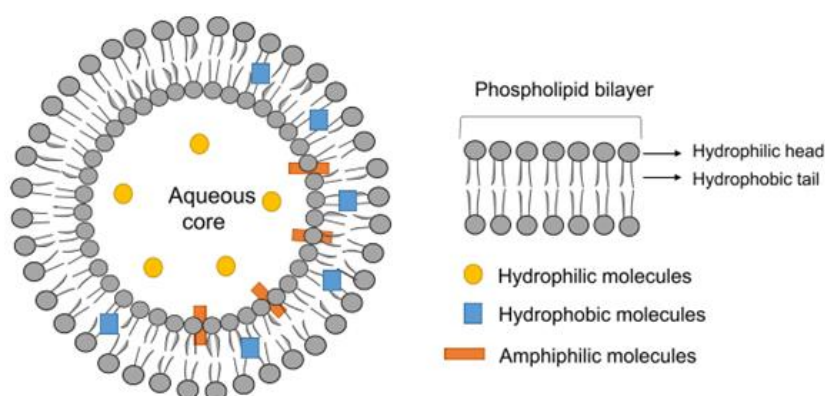 Aqueous
core
Phospholipid bilayer
Hydrophilic head
Hydrophobic tail
Hydrophilic molecules
Hydrophobic molecules
Amphiphilic molecules